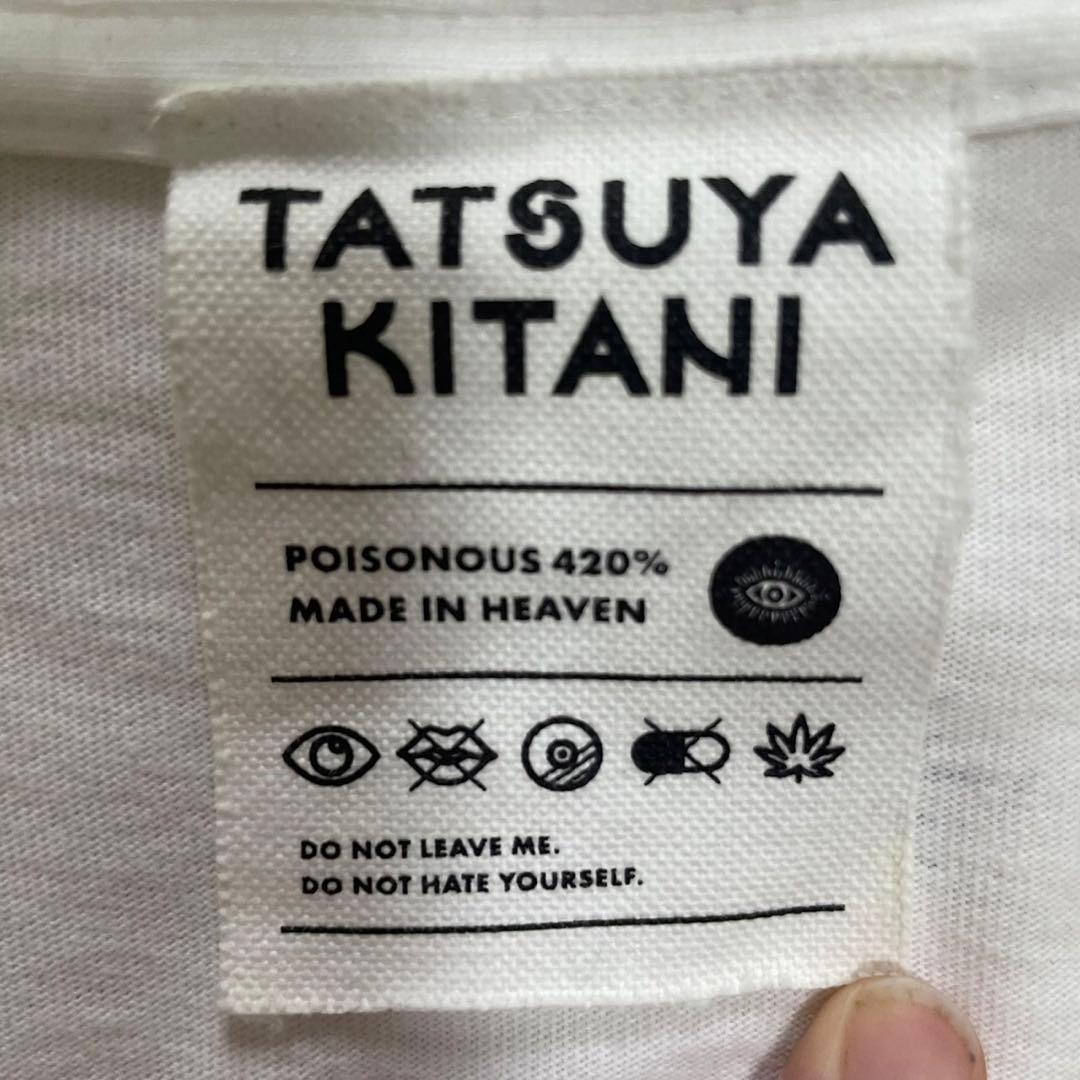 TATSUYA
KITANI
POISONOUS 420%
MADE IN HEAVEN
DO NOT LEAVE ME.
DO NOT HATE YOURSELF.